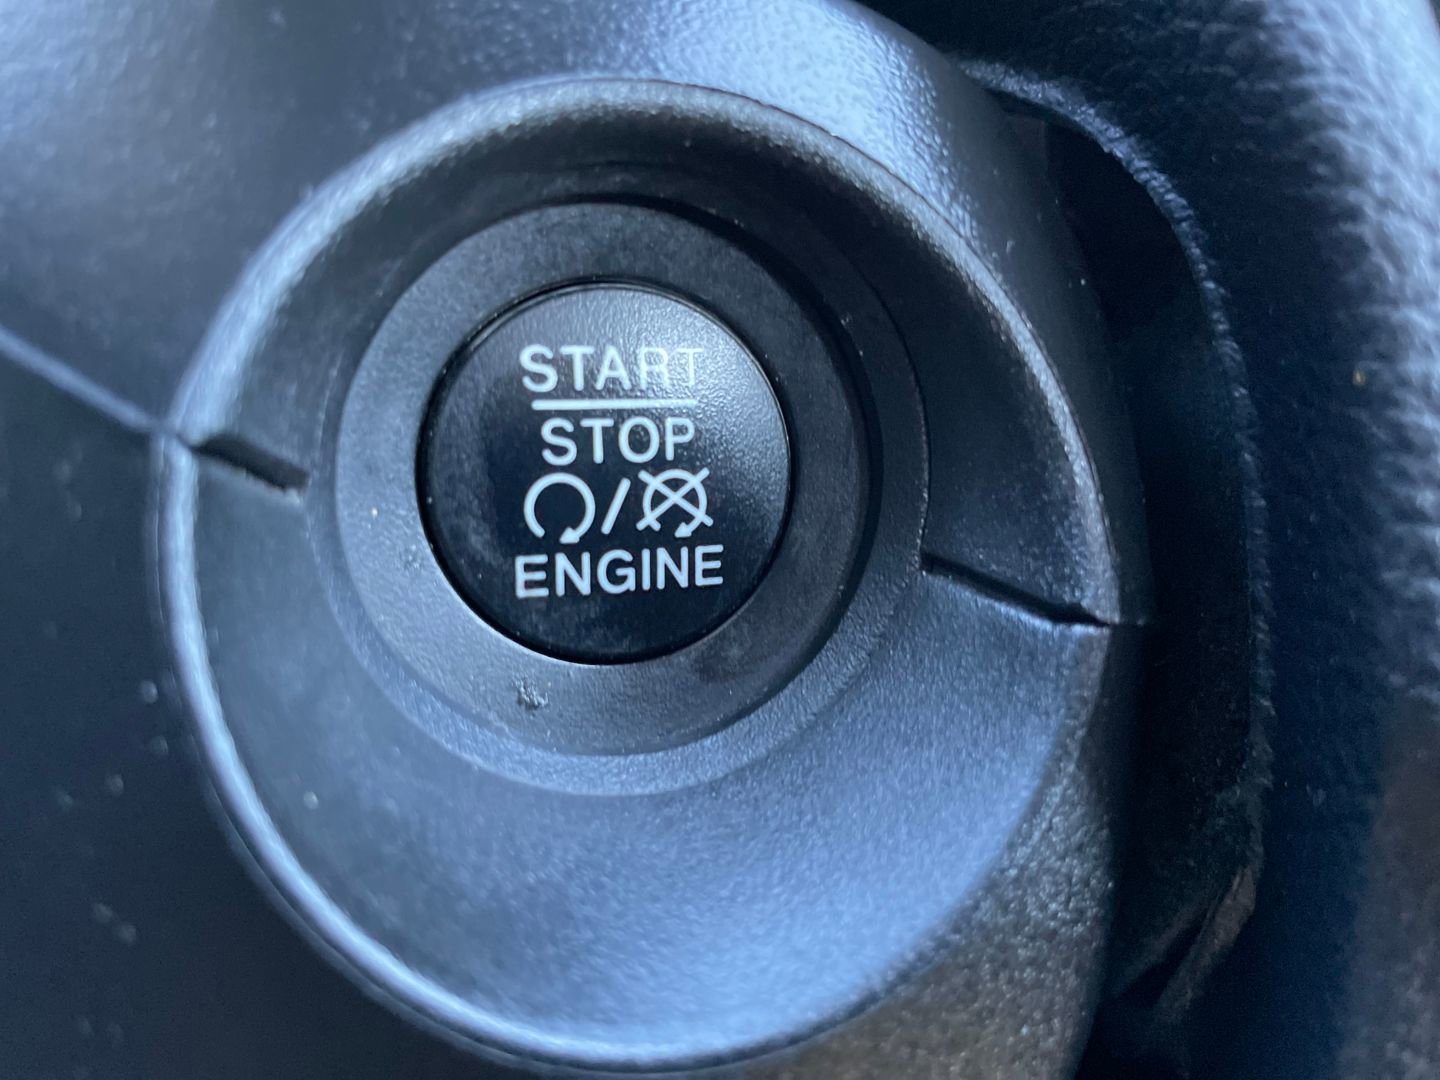 START
STOP
/
ENGINE